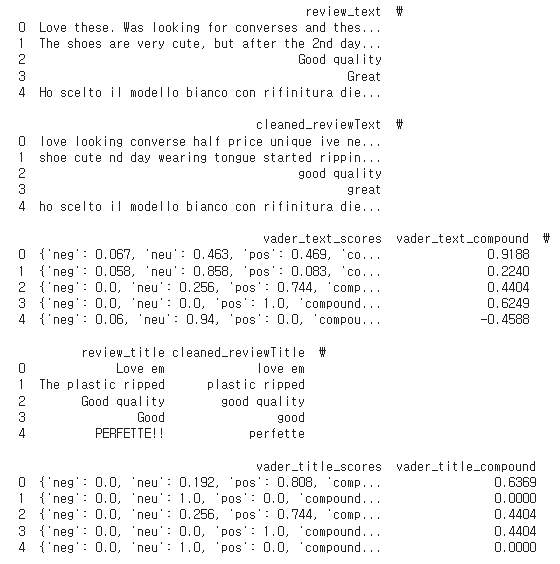 review_text ₩
0 Love these. Was looking for converses and thes...
1 The shoes are very cute, but after the 2nd day...
2 Good quality
3 Great
4 Ho scelto il modello bianco con rifinitura die...
cleaned_reviewText ₩
0 love looking converse half price unique ive ne...
1 shoe cute nd day wearing tongue started rippin...
2 good quality
3 great
4 ho scelto il modello bianco con rifinitura die...
vader_text_scores vader_text_compound ₩
0 {'neg': 0.067, 'neu': 0.463, 'pos': 0.469, 'co... 0.9188
1 {'neg': 0.058, 'neu': 0.858, 'pos': 0.083, 'co... 0.2240
2 {'neg': 0.0, 'neu': 0.256, 'pos': 0.744, 'comp... 0.4404
3 {'neg': 0.0, 'neu': 0.0, 'pos': 1.0, 'compound... 0.6249
4 {'neg': 0.06, 'neu': 0.94, 'pos': 0.0, 'compou... -0.4588
review_title cleaned_reviewTitle ₩
0 Love em love em
1 The plastic ripped plastic ripped
2 Good quality good quality
3 Good good
4 PERFETTE!! perfette
vader_title_scores vader_title_compound
0 {'neg': 0.0, 'neu': 0.192, 'pos': 0.808, 'comp... 0.6369
1 {'neg': 0.0, 'neu': 1.0, 'pos': 0.0, 'compound... 0.0000
2 {'neg': 0.0, 'neu': 0.256, 'pos': 0.744, 'comp... 0.4404
3 {'neg': 0.0, 'neu': 0.0, 'pos': 1.0, 'compound... 0.4404
4 {'neg': 0.0, 'neu': 1.0, 'pos': 0.0, 'compound... 0.0000